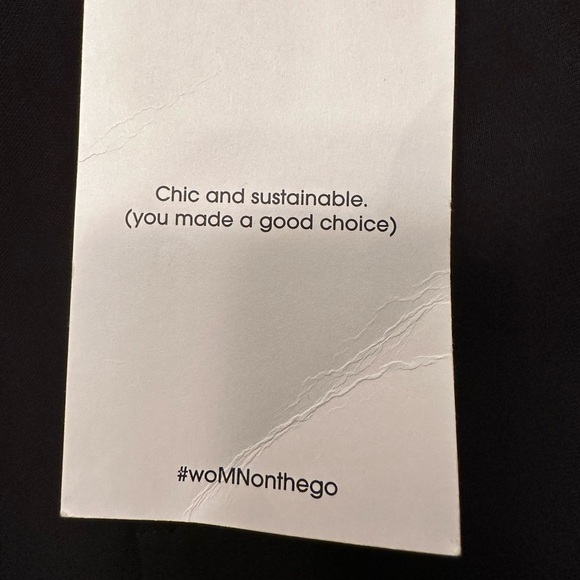 Chic and sustainable.
(you made a good choice)
#woMNonthego